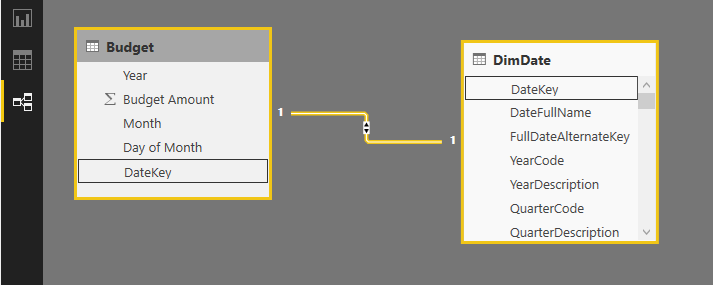 Budget
Year
Σ Budget Amount
Month
Day of Month
DateKey
1
1
DimDate
DateKey
DateFullName
FullDateAlternateKey
YearCode
YearDescription
QuarterCode
QuarterDescription